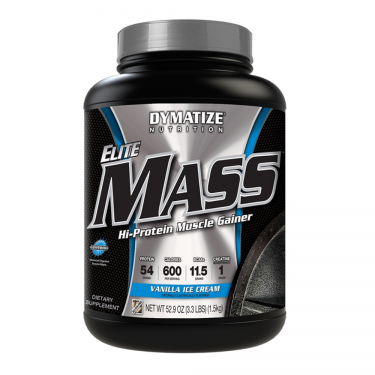 DYMATIZE
NUTRITION
ELITE
MASS
Hi-Protein Muscle Gainer
PROTEIN CALORIES BCAAs CREATINE
54 600 11.5 1
VANILLA ICE CREAM
DIETARY
SUPPLEMENT
NET WT 52.9 OZ (3.3 LBS) (1.5kg)